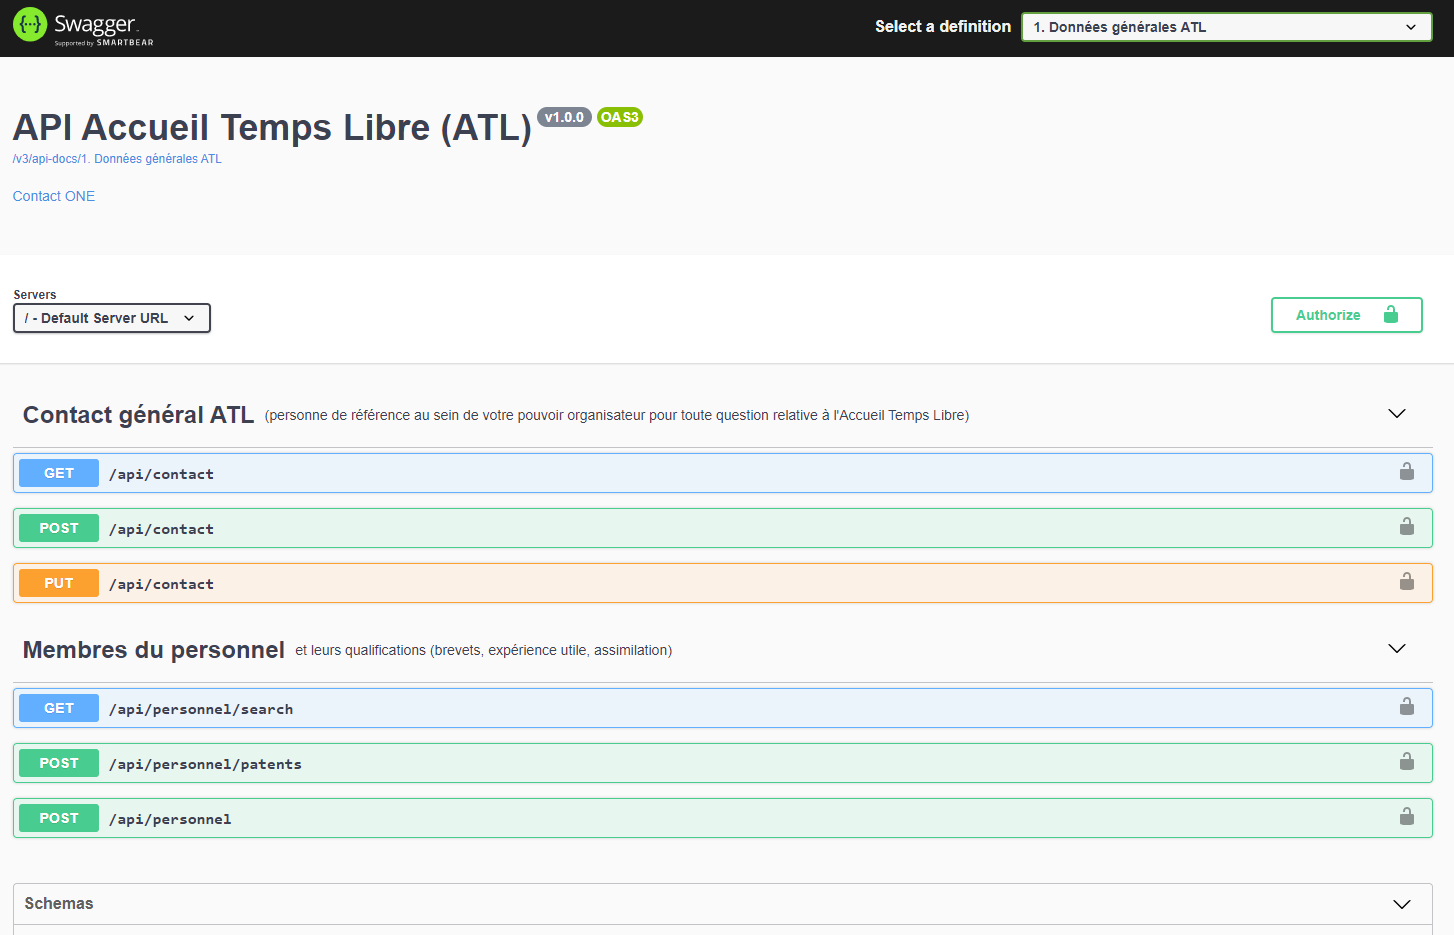 Swagger.
Supported by SMARTBEAR
Select a definition
1. Données générales ATL
API Accueil Temps Libre (ATL) v1.0.0 OAS3
/v3/api-docs/1. Données générales ATL
Contact ONE
Servers
/ - Default Server URL
Authorize
Contact général ATL (personne de référence au sein de votre pouvoir organisateur pour toute question relative à l'Accueil Temps Libre)
GET /api/contact
POST /api/contact
PUT /api/contact
Membres du personnel et leurs qualifications (brevets, expérience utile, assimilation)
GET /api/personnel/search
POST /api/personnel/patents
POST /api/personnel
Schemas